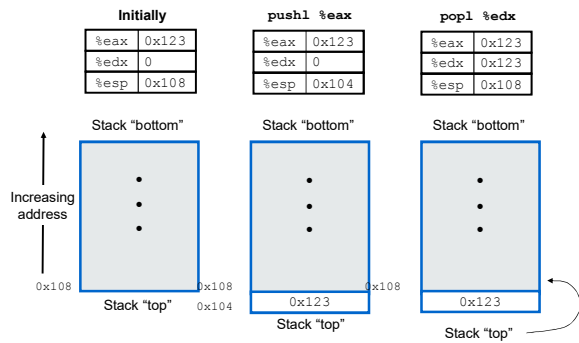 Initially
%eax 0x123
%edx 0
%esp 0x108
Stack “bottom”
Increasing
address
0x108
Stack “top”
pushl %eax
%eax 0x123
%edx 0
%esp 0x104
Stack “bottom”
0x108
0x104
0x123
Stack “top”
popl %edx
%eax 0x123
%edx 0x123
%esp 0x108
Stack “bottom”
0x108
0x123
Stack “top”